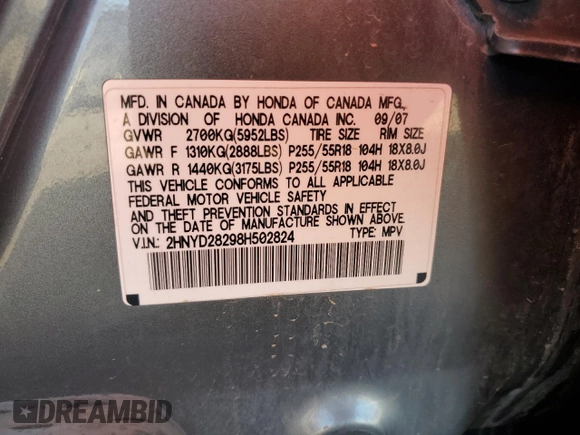 MFD. IN CANADA BY HONDA OF CANADA MFG.,
A DIVISION OF HONDA CANADA INC. 09/07
GVWR 2700KG(5952LBS) TIRE SIZE RIM SIZE
GAWR F 1310KG(2888LBS) P255/55R18 104H 18X8.0J
GAWR R 1440KG(3175LBS) P255/55R18 104H 18X8.0J
THIS VEHICLE CONFORMS TO ALL APPLICABLE
FEDERAL MOTOR VEHICLE SAFETY
AND THEFT PREVENTION STANDARDS IN EFFECT
ON THE DATE OF MANUFACTURE SHOWN ABOVE.
V.I.N.: 2HNYD28298H502824 TYPE: MPV
DREAMBID